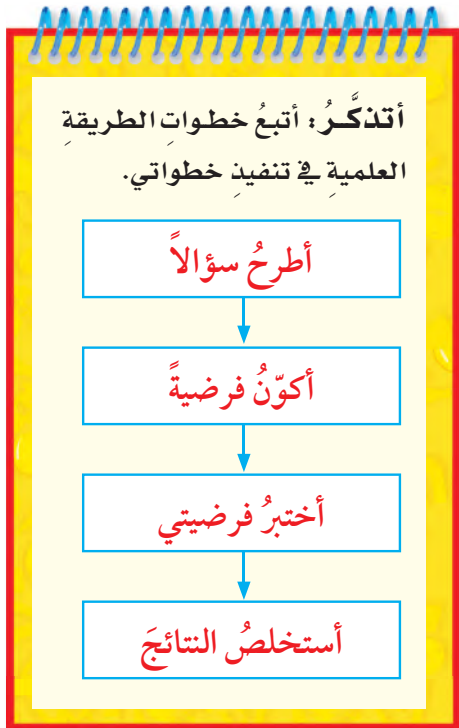 أتذكَّرُ: أتبعُ خطواتِ الطريقةِ
العلميةِ في تنفيذِ خطواتي.
أطرحُ سؤالاً
أكوّنُ فرضيةً
أختبرُ فرضيتي
أستخلصُ النتائجَ